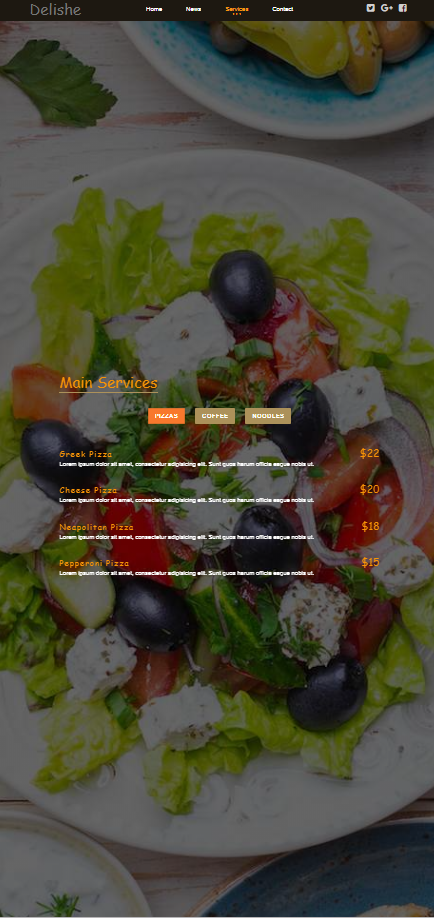 Delishe
Home News Services Contact
Main Services
PIZZAS COFFEE NOODLES
Greek Pizza $22
Lorem ipsum dolor sit amet, consectetur adipisicing elit. Sunt quos harum officia eaque nobis ut.
Cheese Pizza $20
Lorem ipsum dolor sit amet, consectetur adipisicing elit. Sunt quos harum officia eaque nobis ut.
Neapolitan Pizza $18
Lorem ipsum dolor sit amet, consectetur adipisicing elit. Sunt quos harum officia eaque nobis ut.
Pepperoni Pizza $15
Lorem ipsum dolor sit amet, consectetur adipisicing elit. Sunt quos harum officia eaque nobis ut.